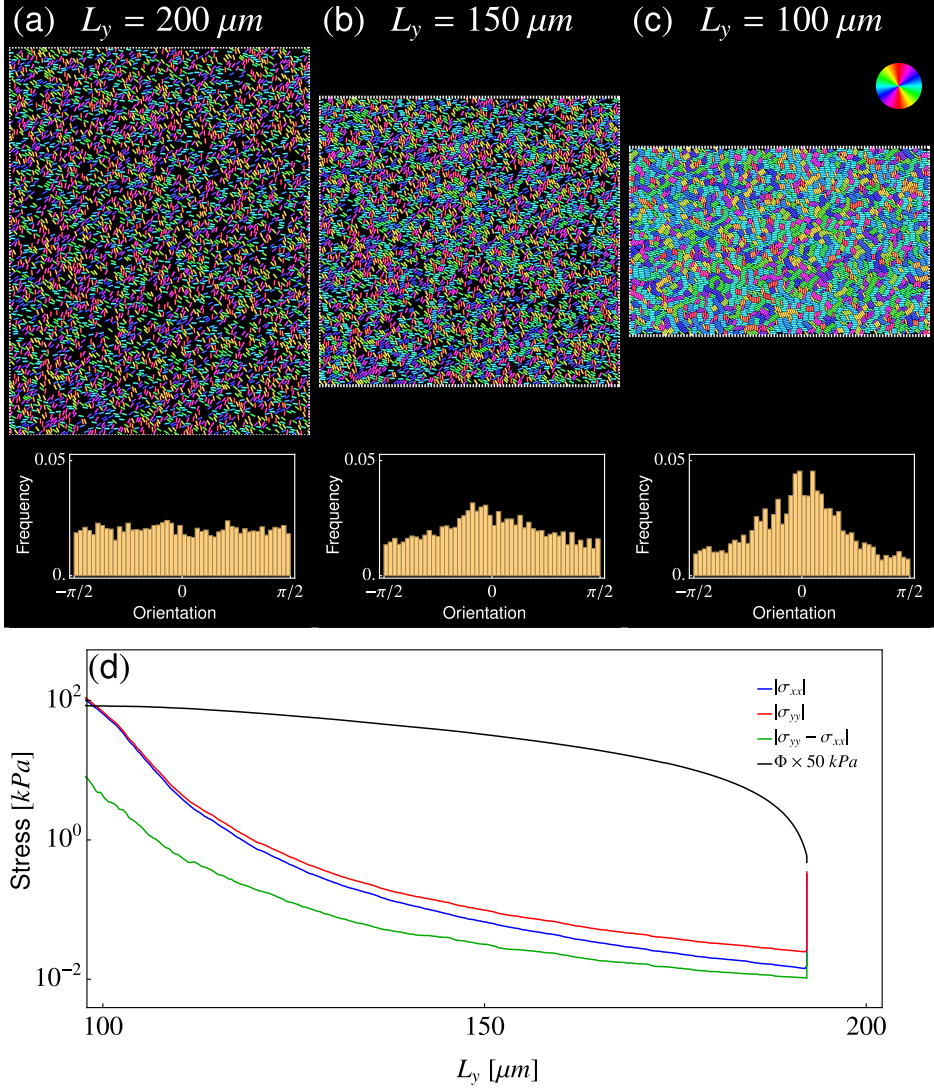 (a) L_y = 200 μm
(b) L_y = 150 μm
(c) L_y = 100 μm
0.05
Frequency
0.
−π/2 0 π/2
Orientation
0.05
Frequency
0.
−π/2 0 π/2
Orientation
0.05
Frequency
0.
−π/2 0 π/2
Orientation
(d)
|σ_xx|
|σ_yy|
|σ_yy − σ_xx|
Φ × 50 kPa
Stress [kPa]
10^2
10^0
10^−2
100 150 200
L_y [μm]